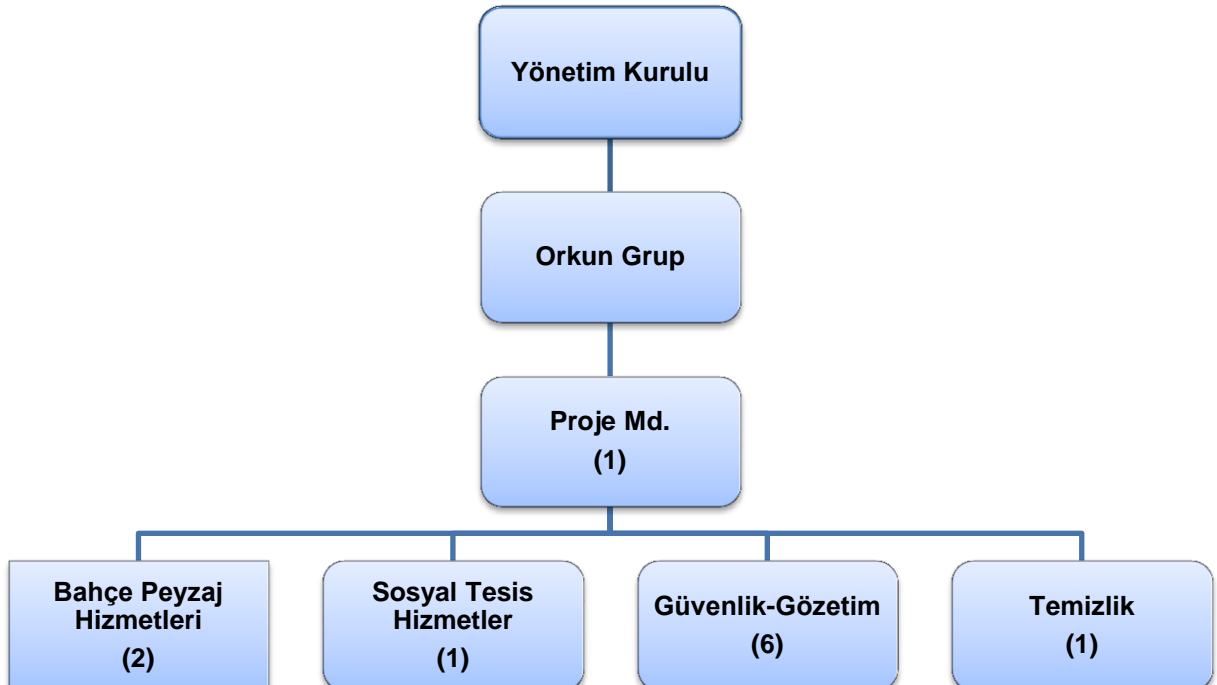 Yönetim Kurulu
Orkun Grup
Proje Md.
(1)
Bahçe Peyzaj
Hizmetleri
(2)
Sosyal Tesis
Hizmetler
(1)
Güvenlik-Gözetim
(6)
Temizlik
(1)